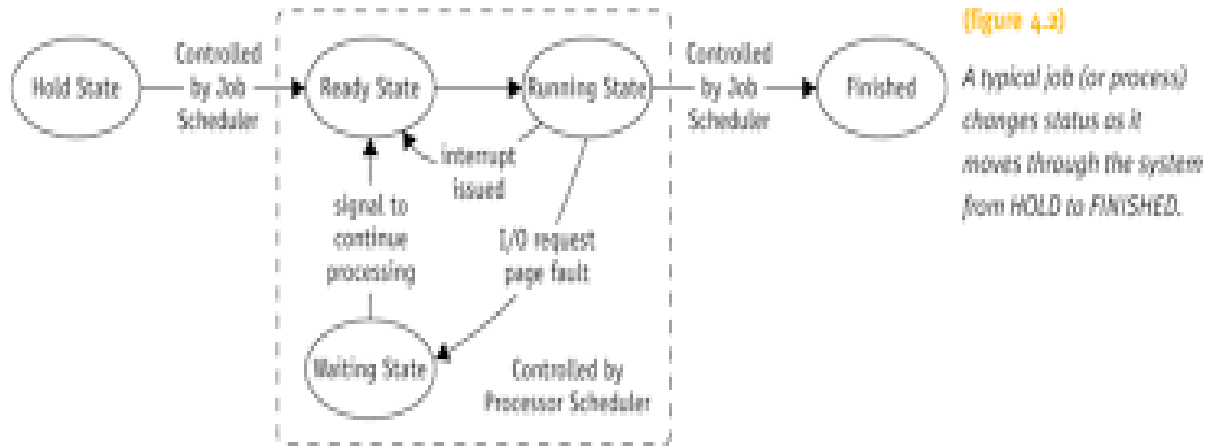 Hold State
Controlled
by Job
Scheduler
Ready State
Running State
Controlled
by Job
Scheduler
Finished
interrupt
issued
signal to
continue
processing
I/O request
page fault
Waiting State
Controlled by
Processor Scheduler
(figure 4.2)
A typical job (or process)
changes status as it
moves through the system
from HOLD to FINISHED.